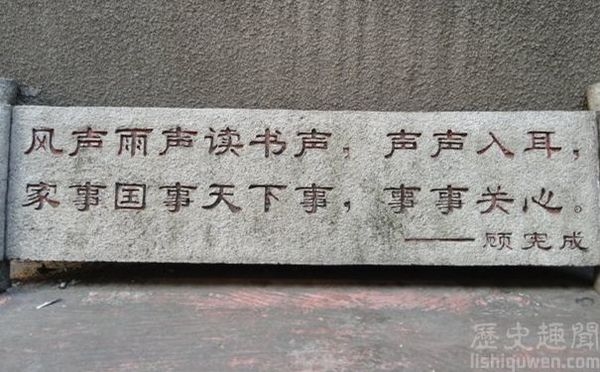 风声雨声读书声，声声入耳，
家事国事天下事，事事关心。
——顾宪成
歷史趣聞
lishiquwen.com